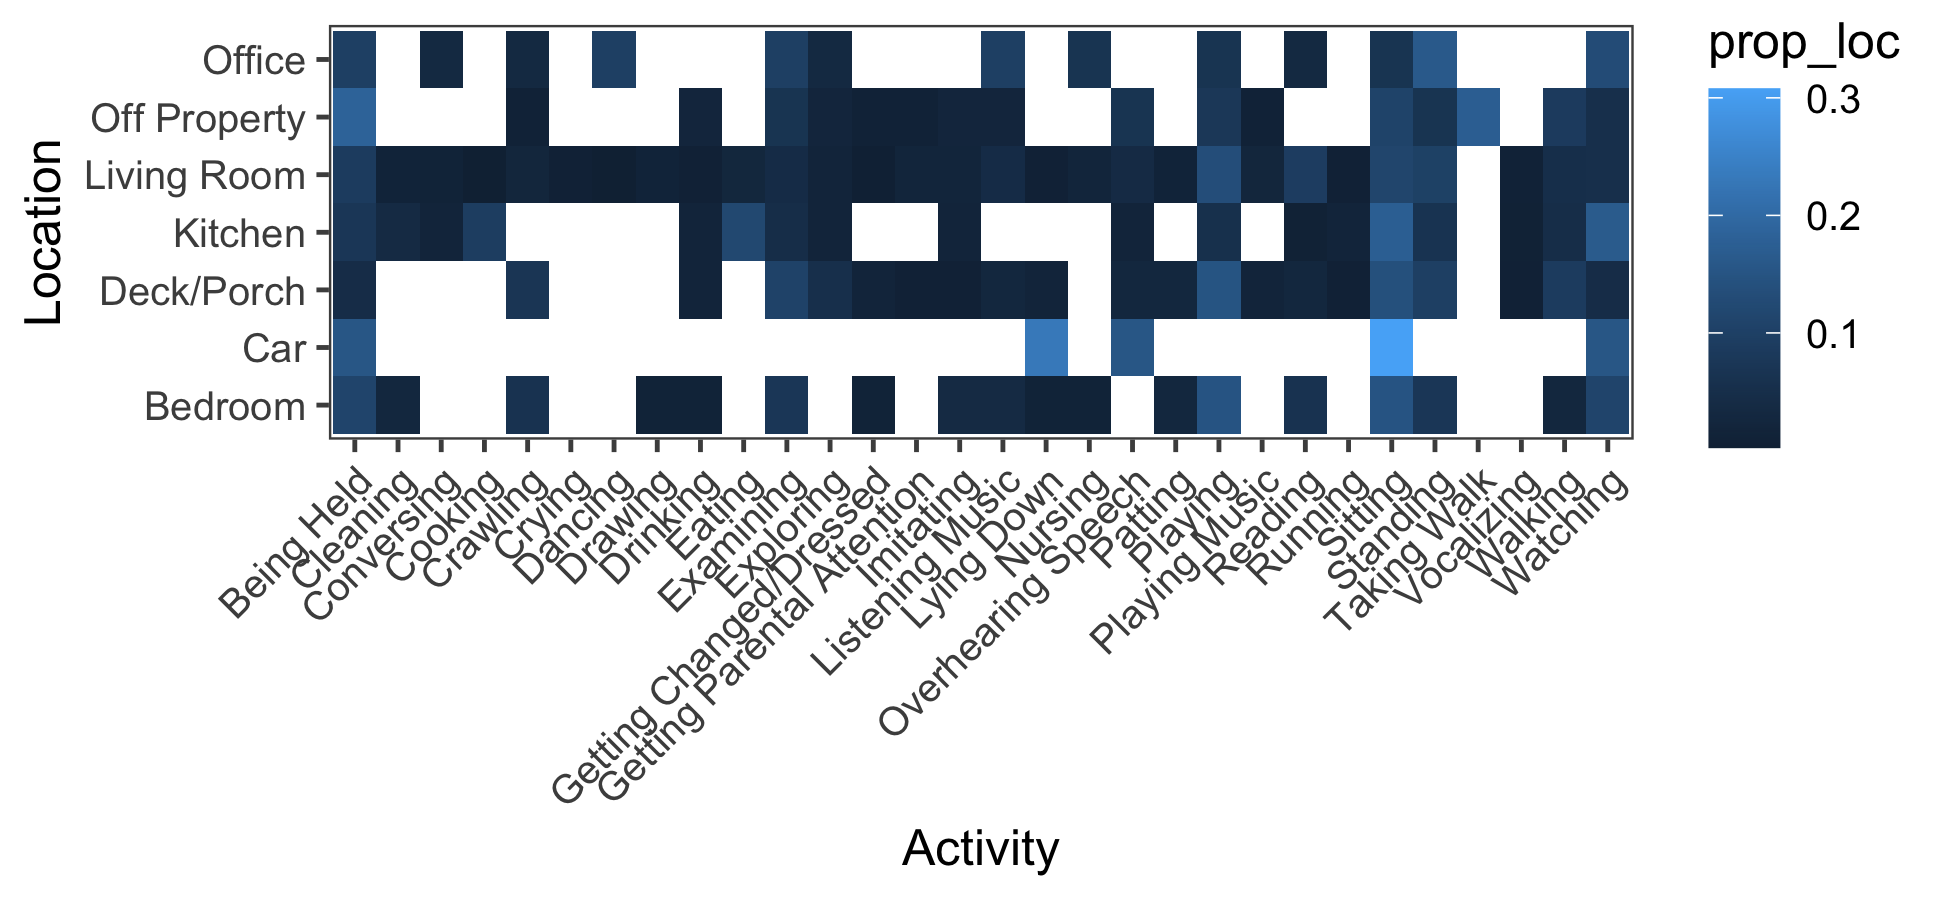 prop_loc
0.3
0.2
0.1
Location
Office
Off Property
Living Room
Kitchen
Deck/Porch
Car
Bedroom
Being Held
Cleaning
Conversing
Cooking
Crawling
Crying
Dancing
Drawing
Drinking
Eating
Examining
Exploring
Getting Changed/Dressed
Getting Parental Attention
Imitating
Listening Music
Lying Down
Nursing
Overhearing Speech
Patting
Playing
Playing Music
Reading
Running
Sitting
Standing
Taking Walk
Vocalizing
Walking
Watching
Activity